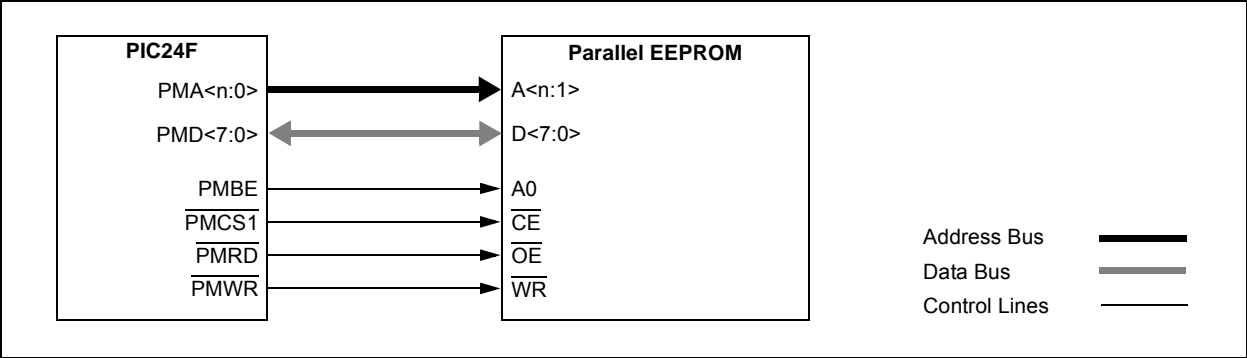 PIC24F
Parallel EEPROM
PMA<n:0>
A<n:1>
PMD<7:0>
D<7:0>
PMBE
A0
PMCS1
CE
PMRD
OE
PMWR
WR
Address Bus
Data Bus
Control Lines